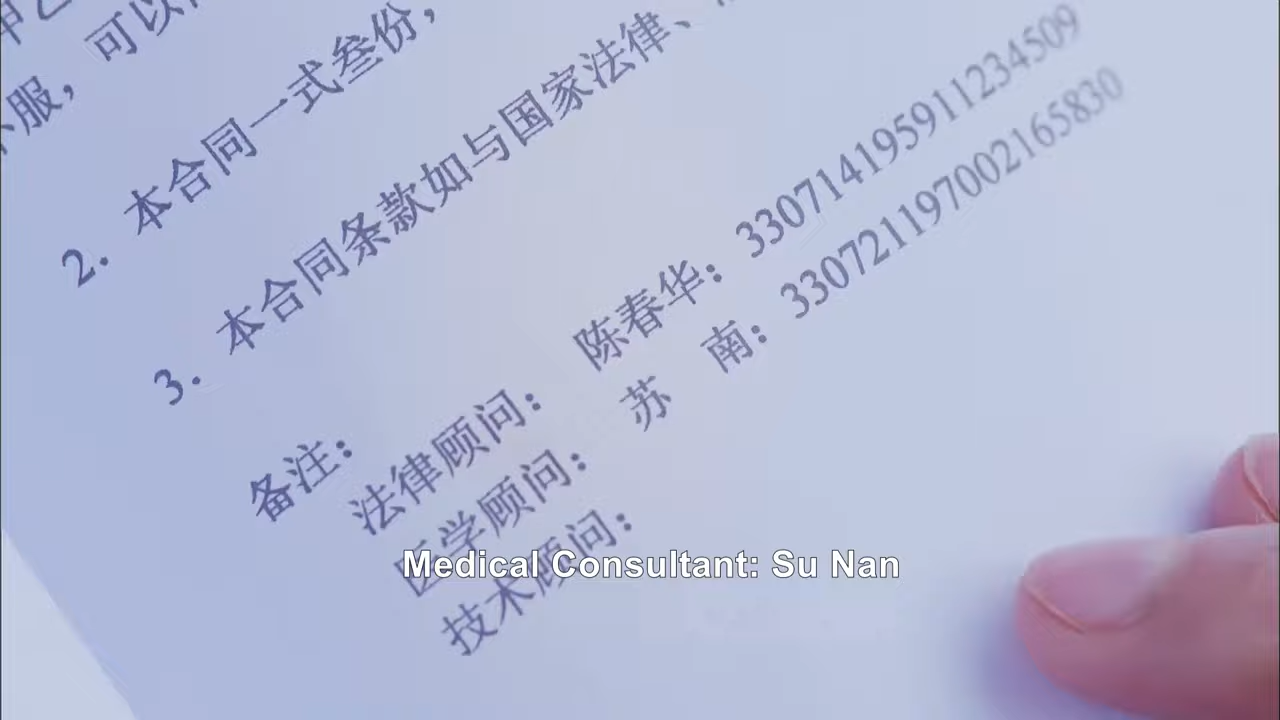 服，可以
2. 本合同一式叁份，
3. 本合同条款如与国家法律、
备注：
法律顾问： 陈春华：330714195911234509
医学顾问： 苏 南：330721197002165830
技术顾问：
Medical Consultant: Su Nan